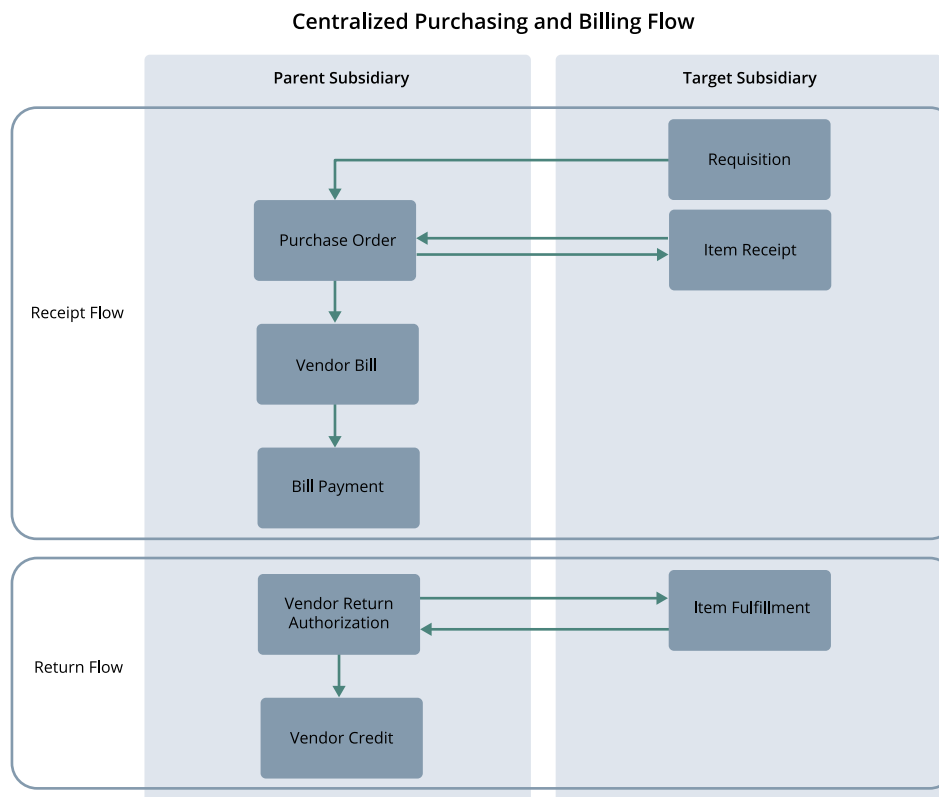 Centralized Purchasing and Billing Flow
Parent Subsidiary
Target Subsidiary
Requisition
Purchase Order
Item Receipt
Receipt Flow
Vendor Bill
Bill Payment
Vendor Return
Authorization
Item Fulfillment
Return Flow
Vendor Credit